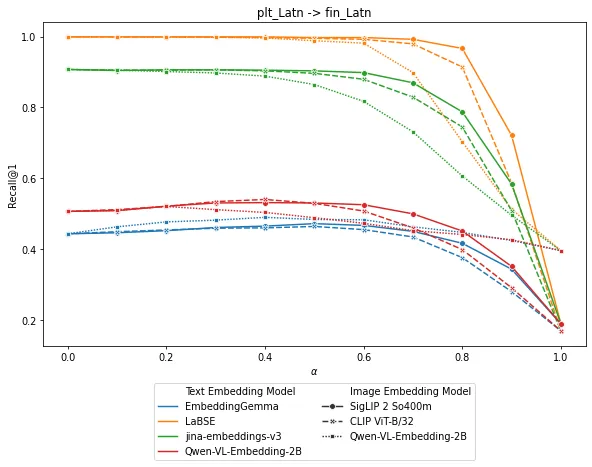 plt_Latn -> fin_Latn
Recall@1
1.0
0.8
0.6
0.4
0.2
0.0 0.2 0.4 0.6 0.8 1.0
α
Text Embedding Model Image Embedding Model
EmbeddingGemma SigLIP 2 So400m
LaBSE CLIP ViT-B/32
jina-embeddings-v3 Qwen-VL-Embedding-2B
Qwen-VL-Embedding-2B